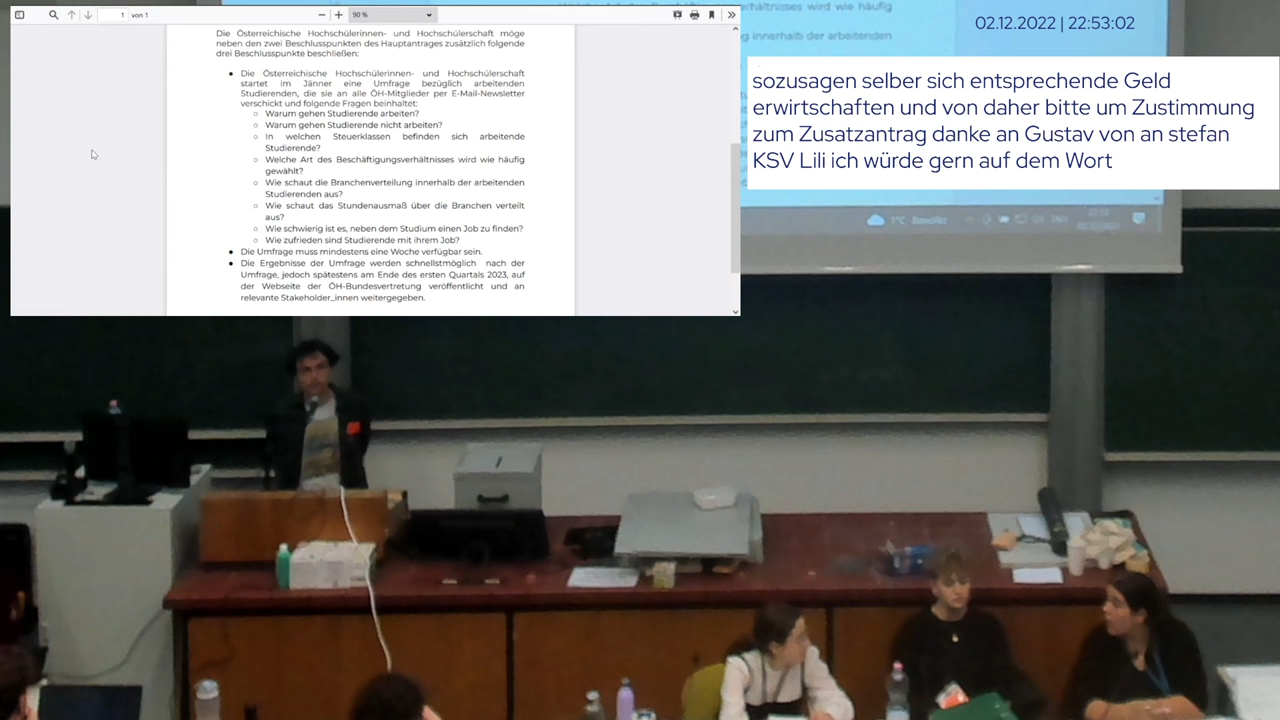 1 von 1
90 %
Die Österreichische Hochschülerinnen- und Hochschülerschaft möge
neben den zwei Beschlusspunkten des Hauptantrages zusätzlich folgende
drei Beschlusspunkte beschließen:
● Die Österreichische Hochschülerinnen- und Hochschülerschaft
startet im Jänner eine Umfrage bezüglich arbeitenden
Studierenden, die sie an alle ÖH-Mitglieder per E-Mail-Newsletter
verschickt und folgende Fragen beinhaltet:
○ Warum gehen Studierende arbeiten?
○ Warum gehen Studierende nicht arbeiten?
○ In welchen Steuerklassen befinden sich arbeitende
Studierende?
○ Welche Art des Beschäftigungsverhältnisses wird wie häufig
gewählt?
○ Wie schaut die Branchenverteilung innerhalb der arbeitenden
Studierenden aus?
○ Wie schaut das Stundenausmaß über die Branchen verteilt
aus?
○ Wie schwierig ist es, neben dem Studium einen Job zu finden?
○ Wie zufrieden sind Studierende mit ihrem Job?
● Die Umfrage muss mindestens eine Woche verfügbar sein.
● Die Ergebnisse der Umfrage werden schnellstmöglich nach der
Umfrage, jedoch spätestens am Ende des ersten Quartals 2023, auf
der Webseite der ÖH-Bundesvertretung veröffentlicht und an
relevante Stakeholder_innen weitergegeben.
verhältnisses wird wie häufig
innerhalb der arbeitenden
02.12.2022 | 22:53:02
sozusagen selber sich entsprechende Geld
erwirtschaften und von daher bitte um Zustimmung
zum Zusatzantrag danke an Gustav von an stefan
KSV Lili ich würde gern auf dem Wort